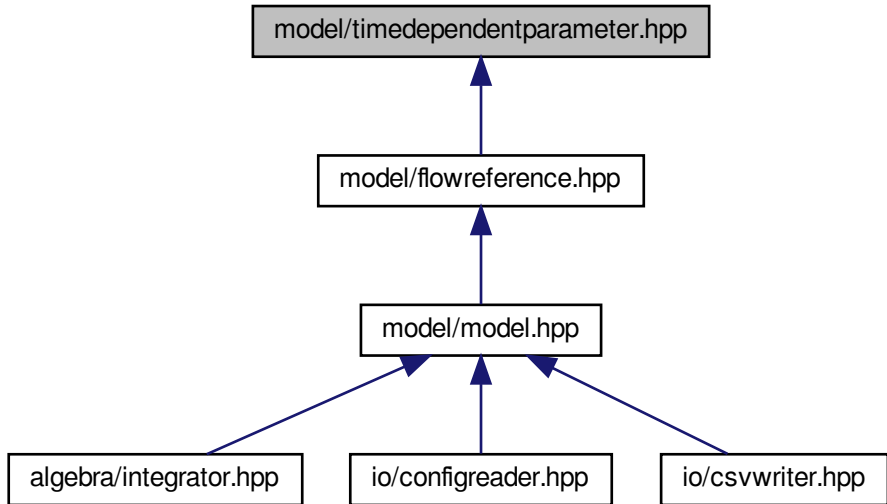 model/timedependentparameter.hpp
model/flowreference.hpp
model/model.hpp
algebra/integrator.hpp
io/configreader.hpp
io/csvwriter.hpp